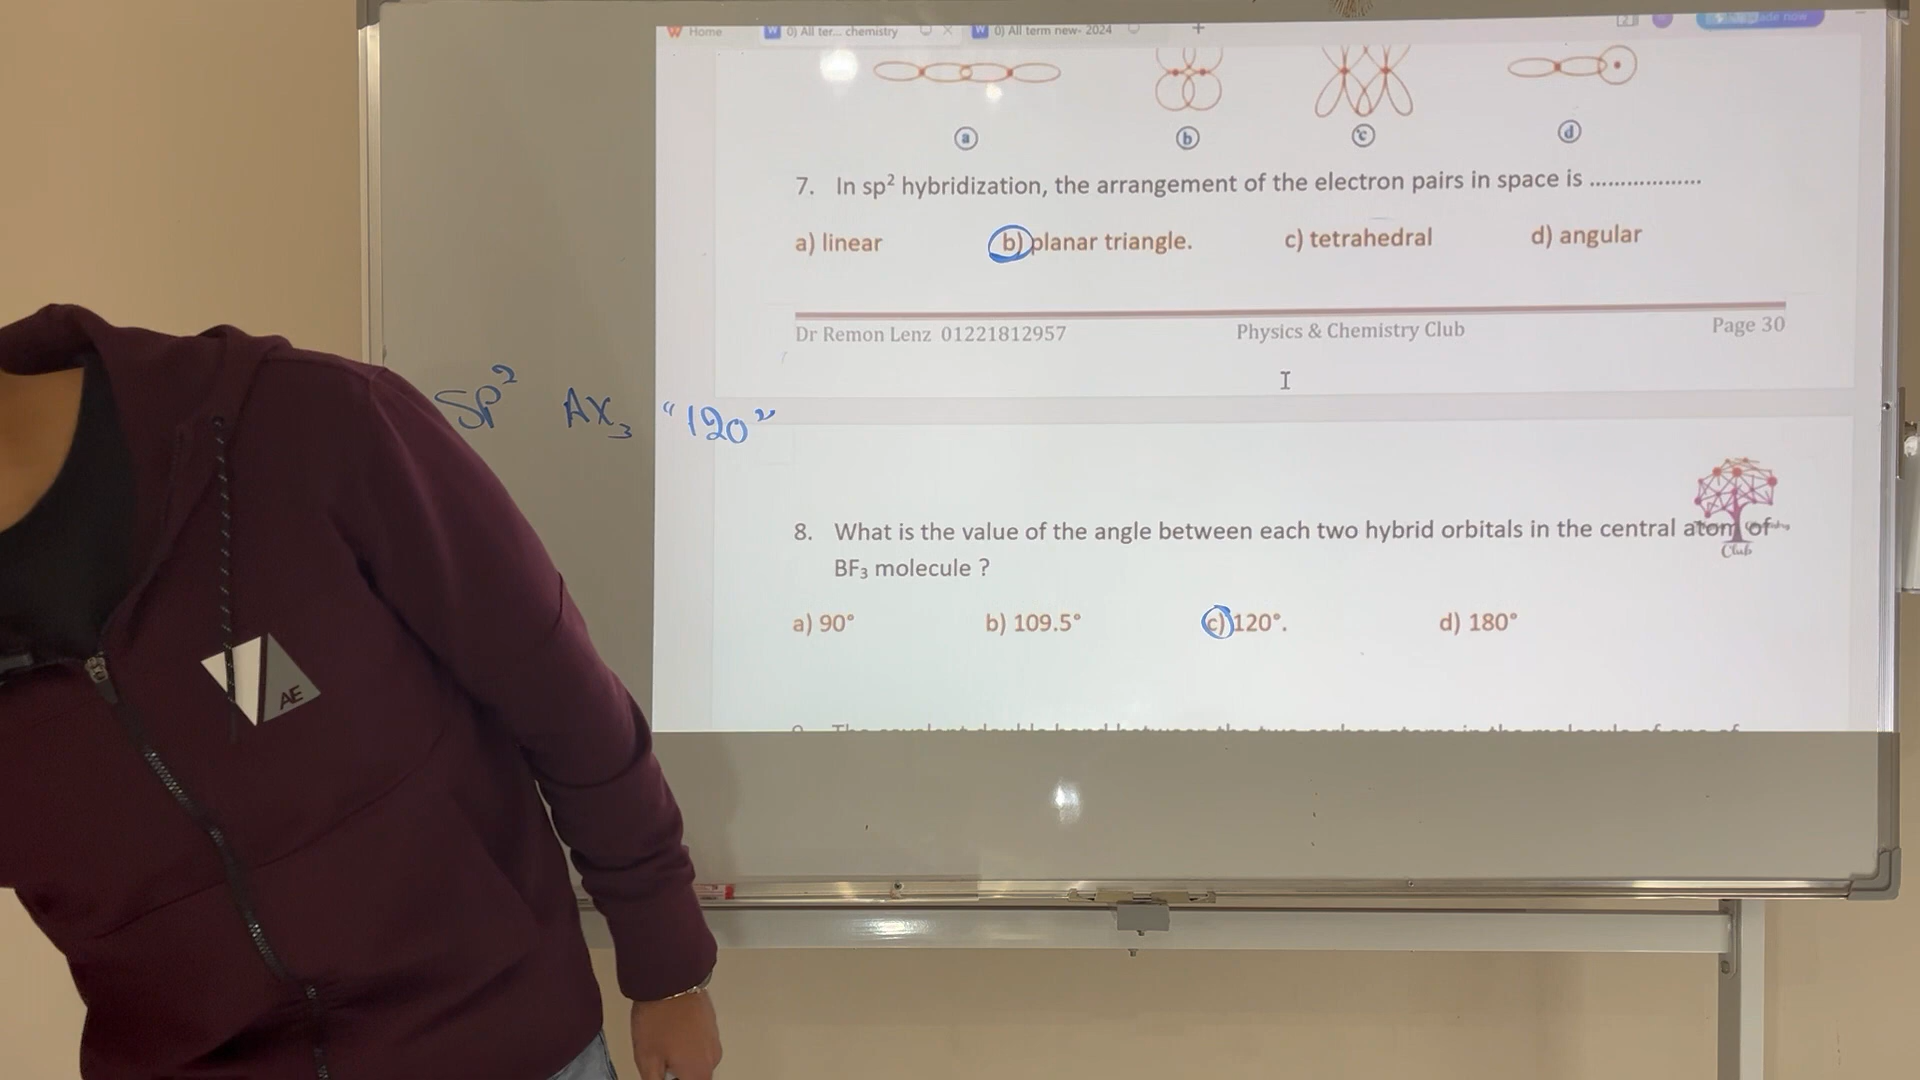 Home 0) All ter... chemistry 0) All term new- 2024
a b c d
7. In sp² hybridization, the arrangement of the electron pairs in space is ..................
a) linear b) planar triangle. c) tetrahedral d) angular
Dr Remon Lenz 01221812957 Physics & Chemistry Club Page 30
SP² AX₃ "120"
8. What is the value of the angle between each two hybrid orbitals in the central atom of
Club
BF₃ molecule ?
a) 90° b) 109.5° c) 120°. d) 180°
AE